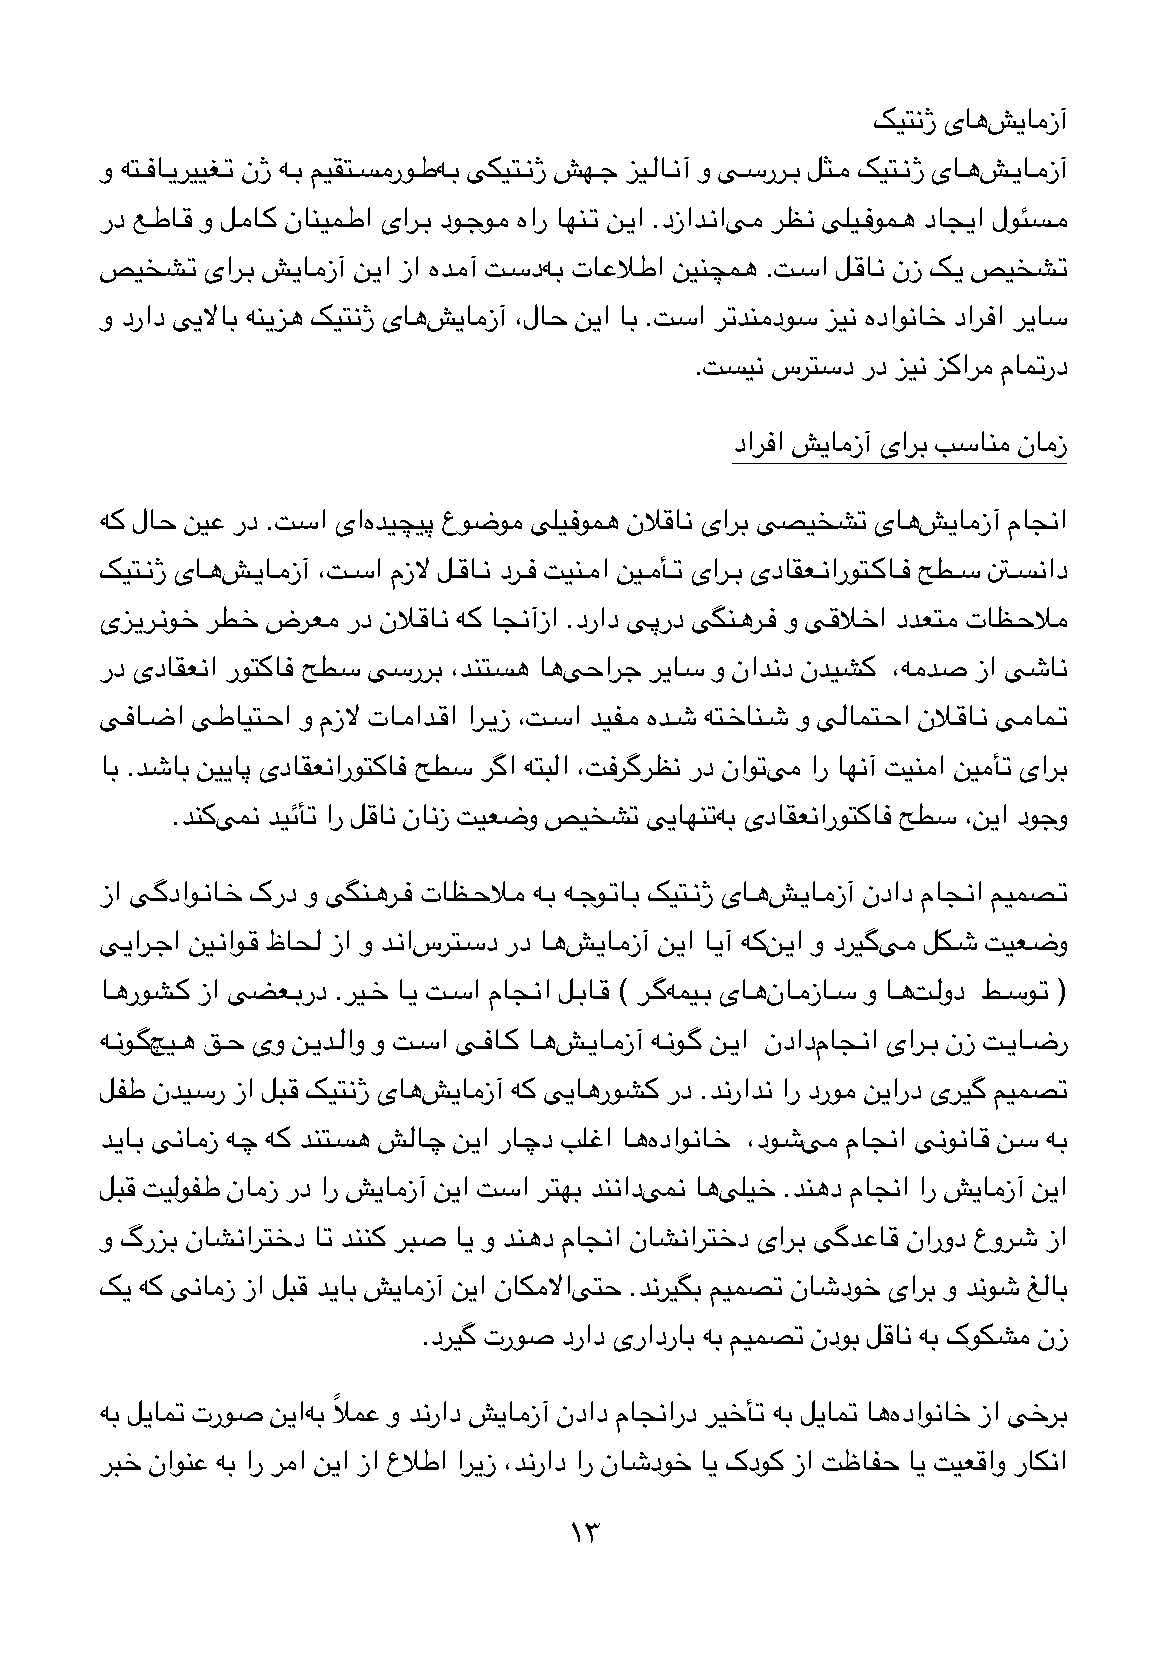 آزمایش‌های ژنتیک
آزمایش‌های ژنتیک مثل بررسی و آنالیز جهش ژنتیکی به‌طورمستقیم به ژن تغییریافته و
مسئول ایجاد هموفیلی نظر می‌اندازد. این تنها راه موجود برای اطمینان کامل و قاطع در
تشخیص یک زن ناقل است. همچنین اطلاعات به‌دست آمده از این آزمایش برای تشخیص
سایر افراد خانواده نیز سودمندتر است. با این حال، آزمایش‌های ژنتیک هزینه بالایی دارد و
درتمام مراکز نیز در دسترس نیست.
زمان مناسب برای آزمایش افراد
انجام آزمایش‌های تشخیصی برای ناقلان هموفیلی موضوع پیچیده‌ای است. در عین حال که
دانستن سطح فاکتورانعقادی برای تأمین امنیت فرد ناقل لازم است، آزمایش‌های ژنتیک
ملاحظات متعدد اخلاقی و فرهنگی درپی دارد. ازآنجا که ناقلان در معرض خطر خونریزی
ناشی از صدمه، کشیدن دندان و سایر جراحی‌ها هستند، بررسی سطح فاکتور انعقادی در
تمامی ناقلان احتمالی و شناخته شده مفید است، زیرا اقدامات لازم و احتیاطی اضافی
برای تأمین امنیت آنها را می‌توان در نظرگرفت، البته اگر سطح فاکتورانعقادی پایین باشد. با
وجود این، سطح فاکتورانعقادی به‌تنهایی تشخیص وضعیت زنان ناقل را تأئید نمی‌کند.
تصمیم انجام دادن آزمایش‌های ژنتیک باتوجه به ملاحظات فرهنگی و درک خانوادگی از
وضعیت شکل می‌گیرد و این‌که آیا این آزمایش‌ها در دسترس‌اند و از لحاظ قوانین اجرایی
( توسط دولت‌ها و سازمان‌های بیمه‌گر ) قابل انجام است یا خیر. دربعضی از کشورها
رضایت زن برای انجام‌دادن این گونه آزمایش‌ها کافی است و والدین وی حق هیچ‌گونه
تصمیم گیری دراین مورد را ندارند. در کشورهایی که آزمایش‌های ژنتیک قبل از رسیدن طفل
به سن قانونی انجام می‌شود، خانواده‌ها اغلب دچار این چالش هستند که چه زمانی باید
این آزمایش را انجام دهند. خیلی‌ها نمی‌دانند بهتر است این آزمایش را در زمان طفولیت قبل
از شروع دوران قاعدگی برای دخترانشان انجام دهند و یا صبر کنند تا دخترانشان بزرگ و
بالغ شوند و برای خودشان تصمیم بگیرند. حتی‌الامکان این آزمایش باید قبل از زمانی که یک
زن مشکوک به ناقل بودن تصمیم به بارداری دارد صورت گیرد.
برخی از خانواده‌ها تمایل به تأخیر درانجام دادن آزمایش دارند و عملاً به‌این صورت تمایل به
انکار واقعیت یا حفاظت از کودک یا خودشان را دارند، زیرا اطلاع از این امر را به عنوان خبر
۱۳